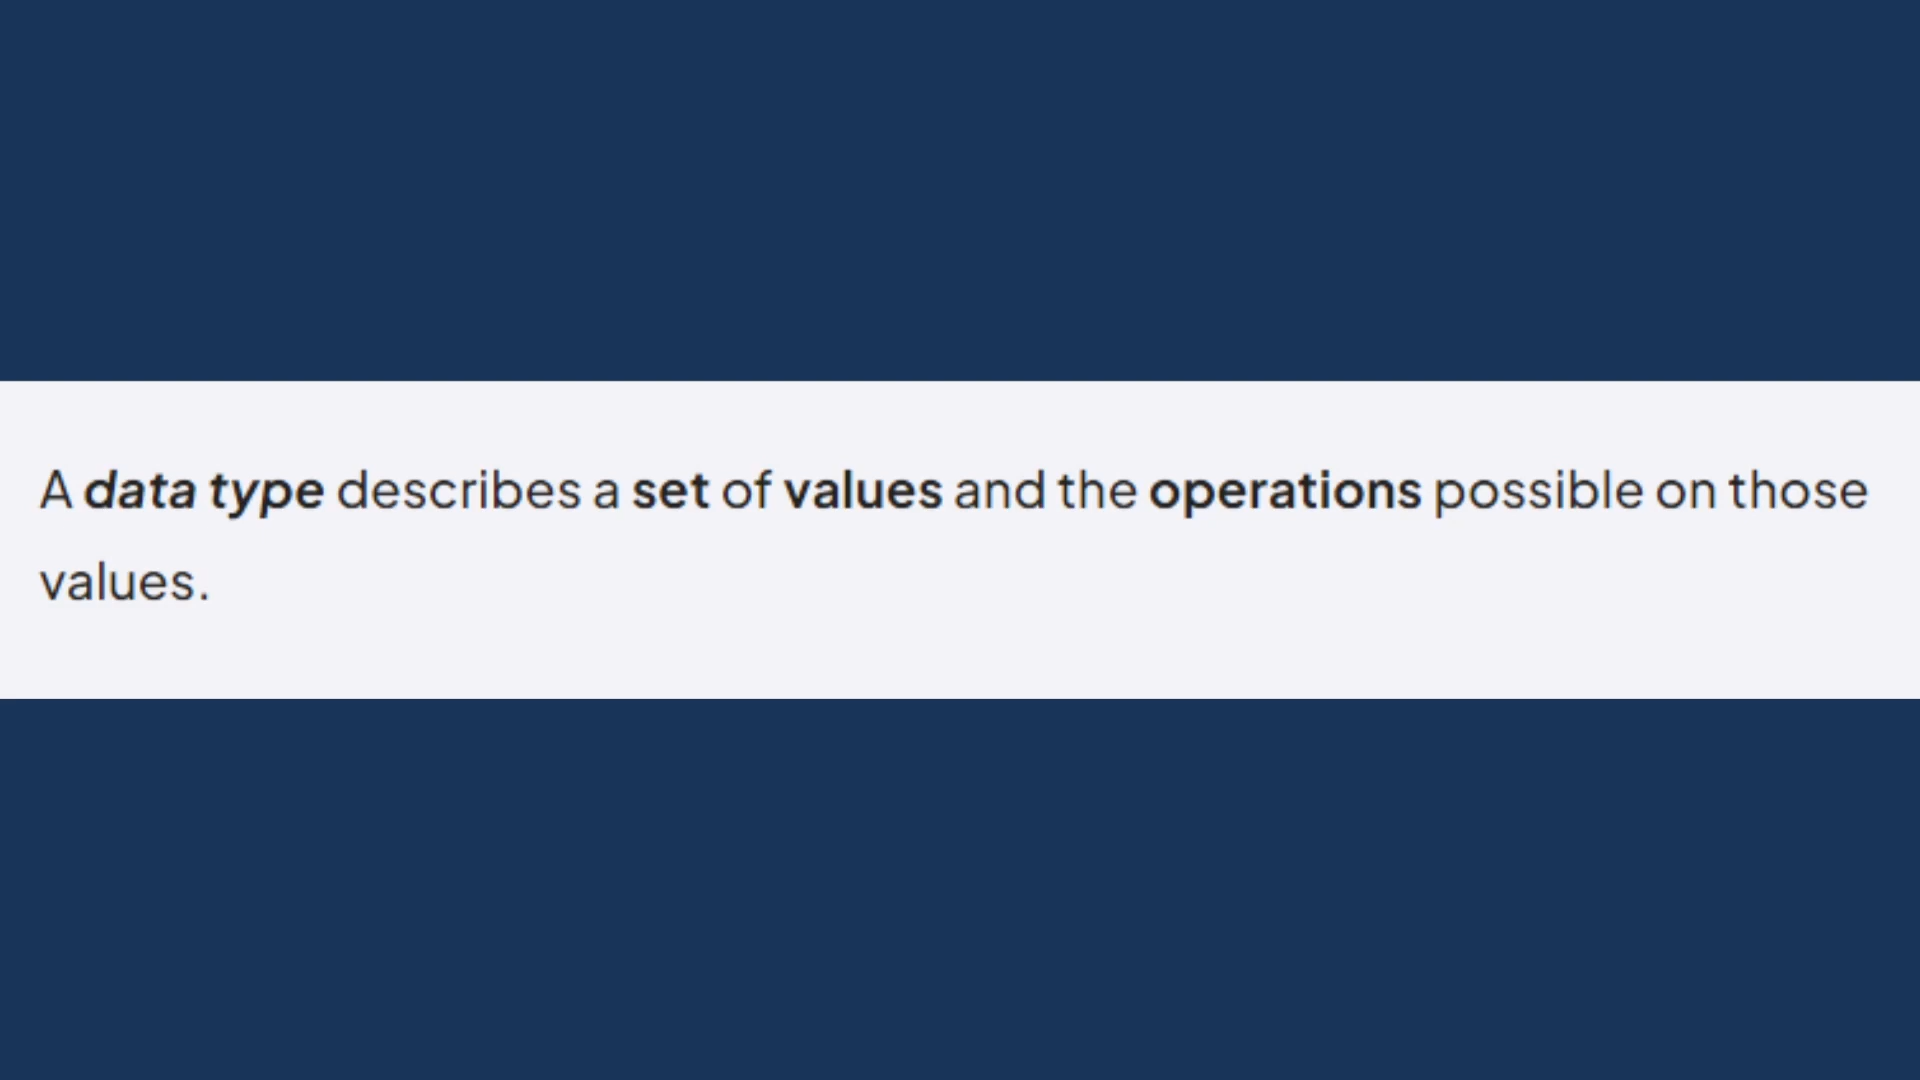 A data type describes a set of values and the operations possible on those
values.